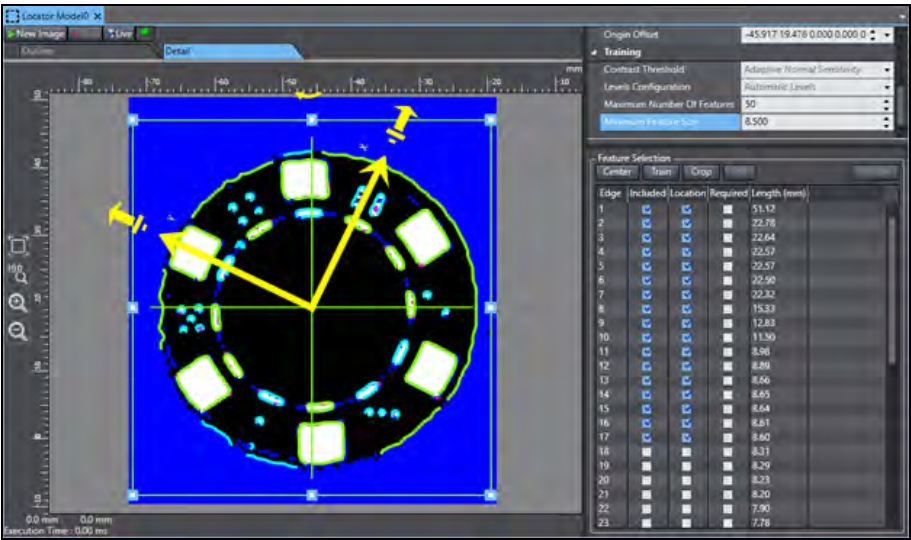 Locator Model0 ×
New Image Live
Outline Detail
mm
-80 -70 -60 -50 -40 -30 -20 -10
50
40
30
20
10
0
-10
0.0 mm 0.0 mm
Execution Time : 0.00 ms
Origin Offset -45.917 19.476 0.000 0.000 0
Training
Contrast Threshold Adaptive Normal Sensitivity
Levels Configuration Automatic Levels
Maximum Number Of Features 50
Minimum Feature Size 8.500
Feature Selection
Center Train Crop
Edge Included Location Required Length (mm)
1 51.12
2 22.78
3 22.64
4 22.57
5 22.57
6 22.50
7 22.32
8 15.33
9 12.83
10 11.50
11 8.98
12 8.89
13 8.66
14 8.65
15 8.64
16 8.61
17 8.60
18 8.31
19 8.29
20 8.23
21 8.20
22 7.90
23 7.78